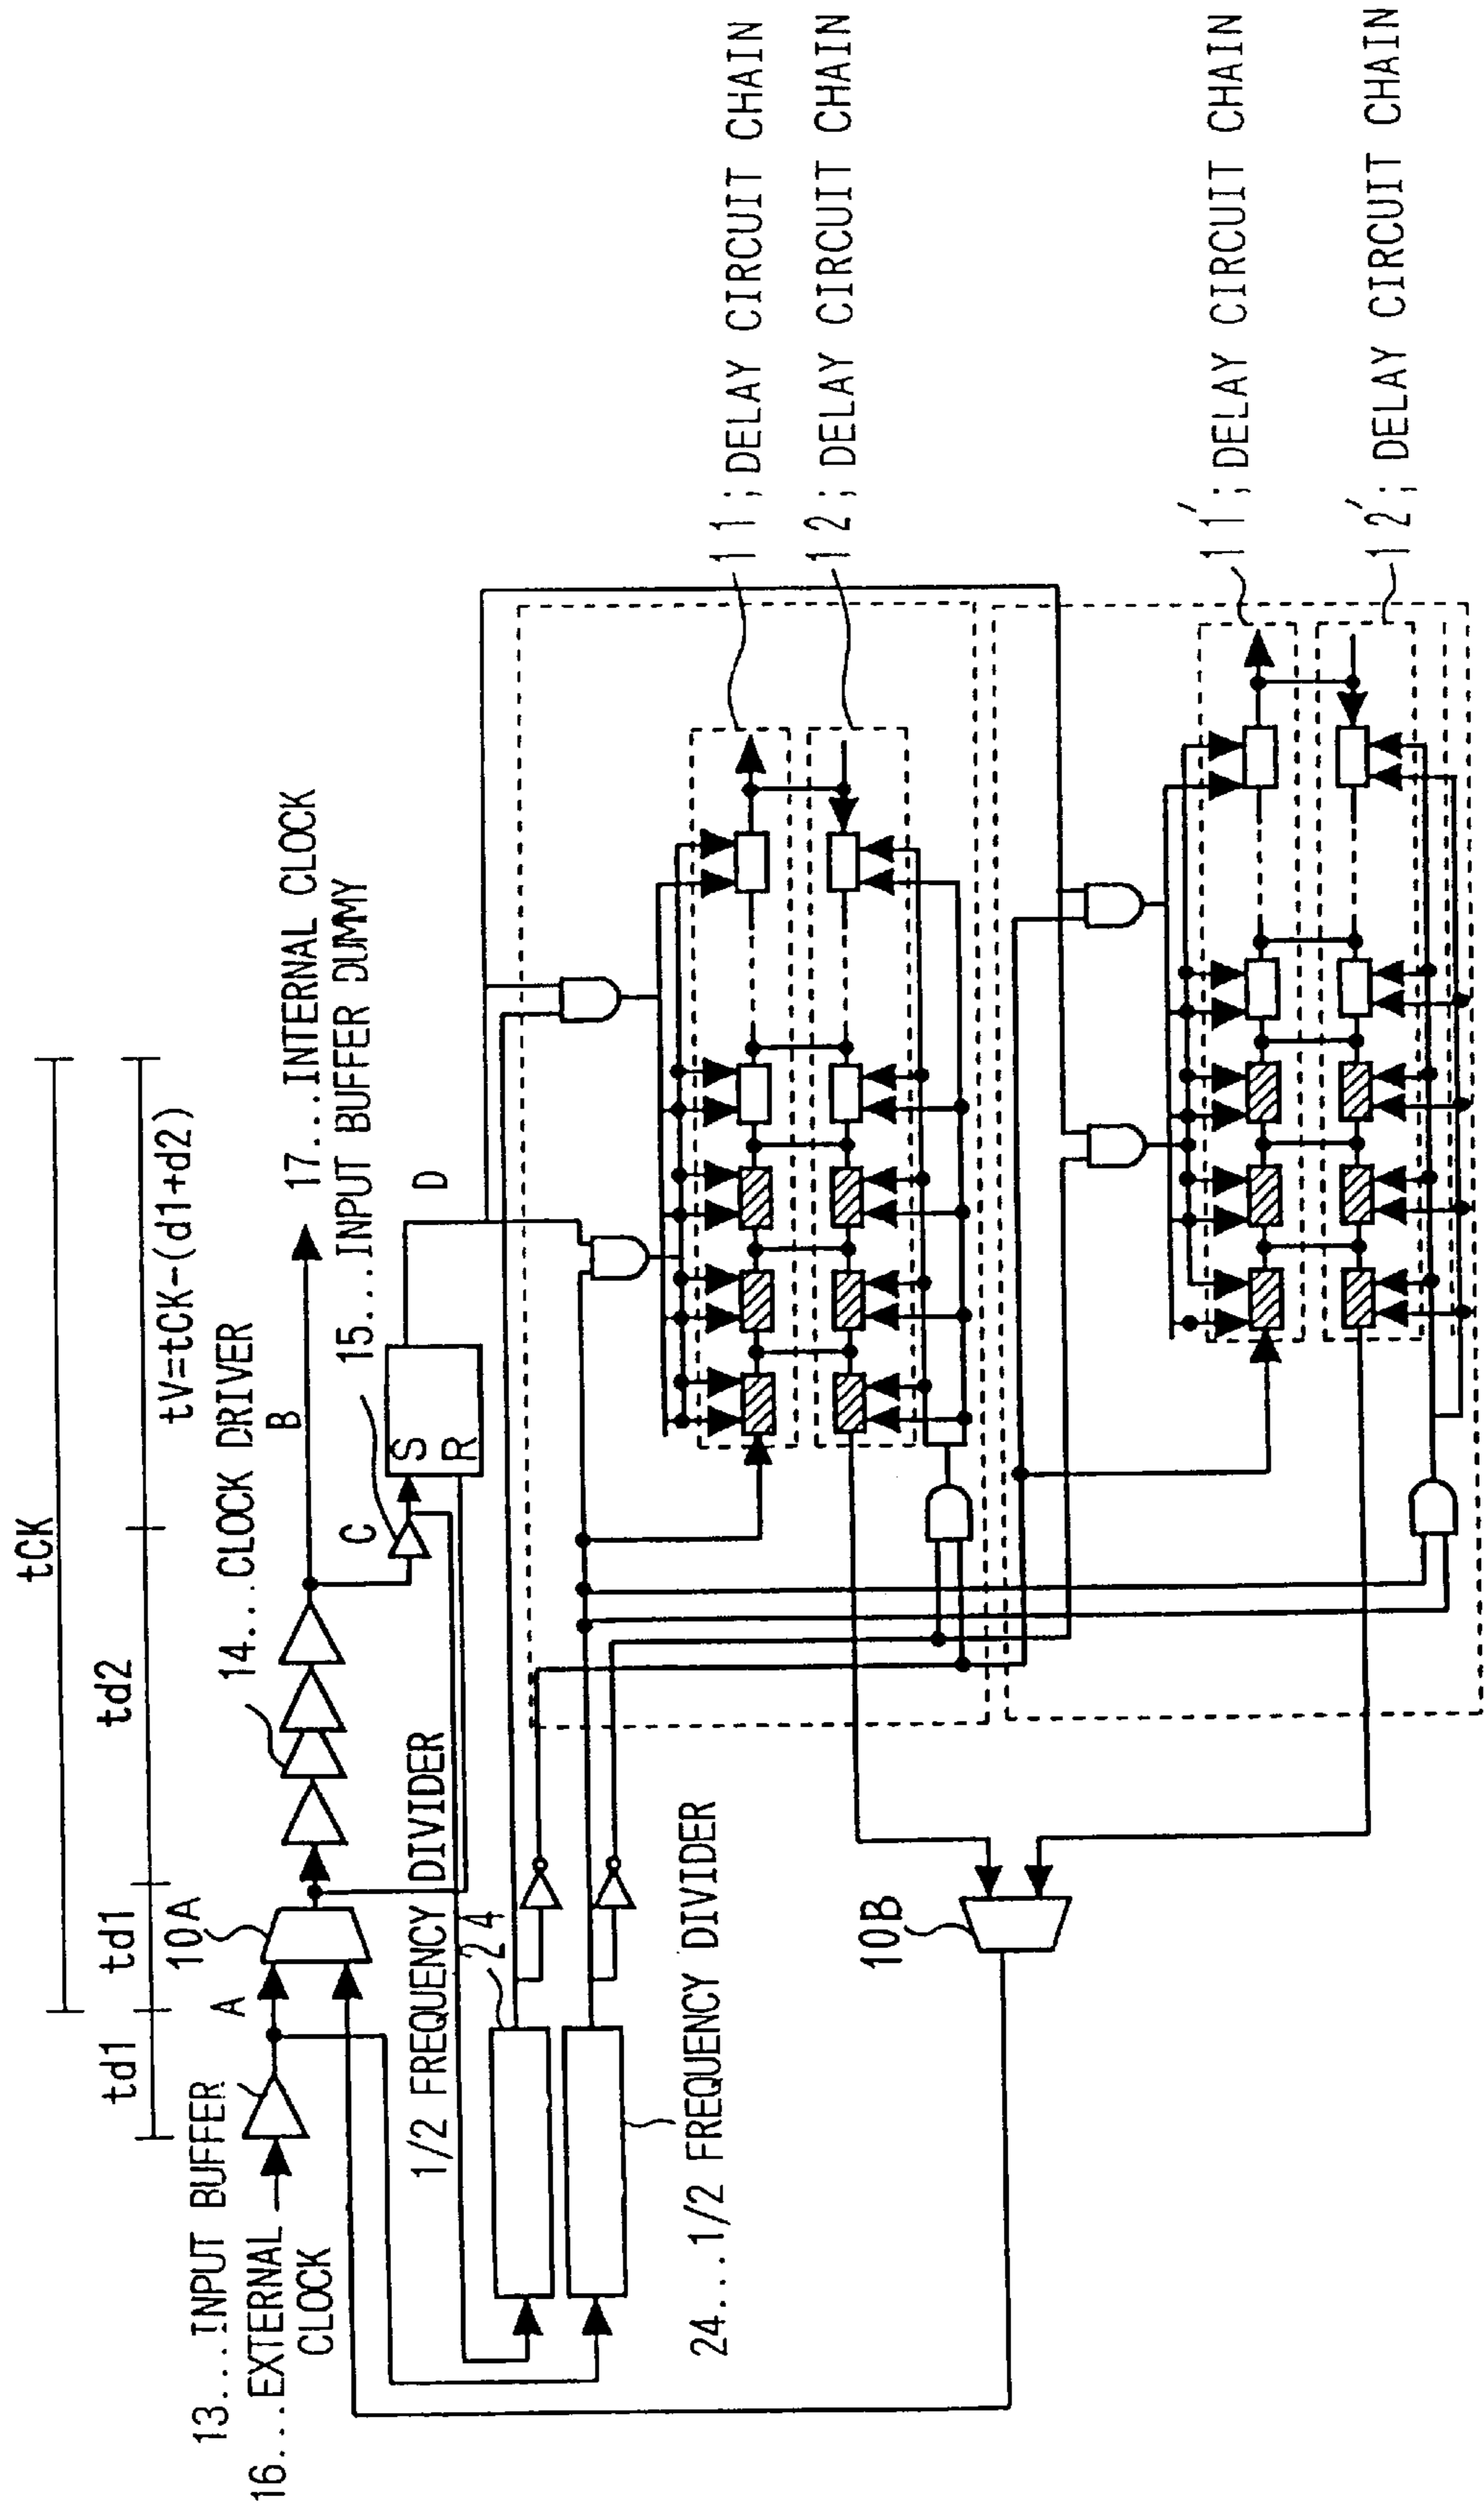 tCK
td1
td1
td2
tV=tCK-(d1+d2)
13...INPUT BUFFER
A
10A
14...CLOCK DRIVER
B
17...INTERNAL CLOCK
16...EXTERNAL
CLOCK
15...INPUT BUFFER DUMMY
C
S
R
D
1/2 FREQUENCY DIVIDER
24
24...1/2 FREQUENCY DIVIDER
10B
11;DELAY CIRCUIT CHAIN
12;DELAY CIRCUIT CHAIN
11′;DELAY CIRCUIT CHAIN
12′;DELAY CIRCUIT CHAIN